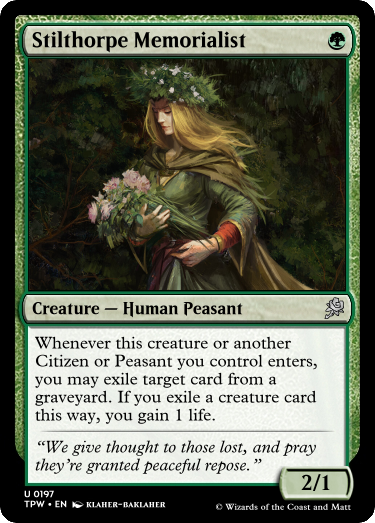 Stilthorpe Memorialist
Creature — Human Peasant
Whenever this creature or another
Citizen or Peasant you control enters,
you may exile target card from a
graveyard. If you exile a creature card
this way, you gain 1 life.
“We give thought to those lost, and pray
they’re granted peaceful repose.”
2/1
U 0197
TPW • EN KLAHER-BAKLAHER
© Wizards of the Coast and Matt